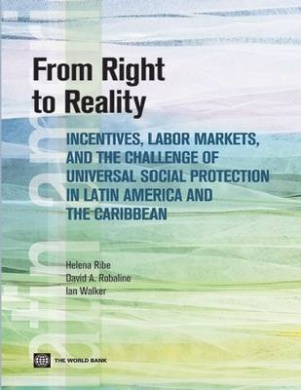 From Right
to Reality
INCENTIVES, LABOR MARKETS,
AND THE CHALLENGE OF
UNIVERSAL SOCIAL PROTECTION
IN LATIN AMERICA AND
THE CARIBBEAN
Helena Ribe
David A. Robalino
Ian Walker
THE WORLD BANK